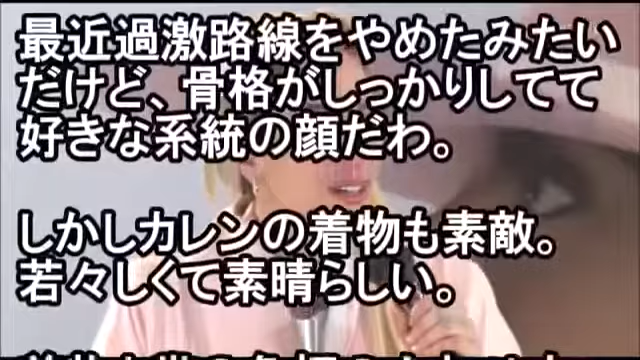 最近過激路線をやめたみたい
だけど、骨格がしっかりしてて
好きな系統の顔だわ。
しかしカレンの着物も素敵。
若々しくて素晴らしい。